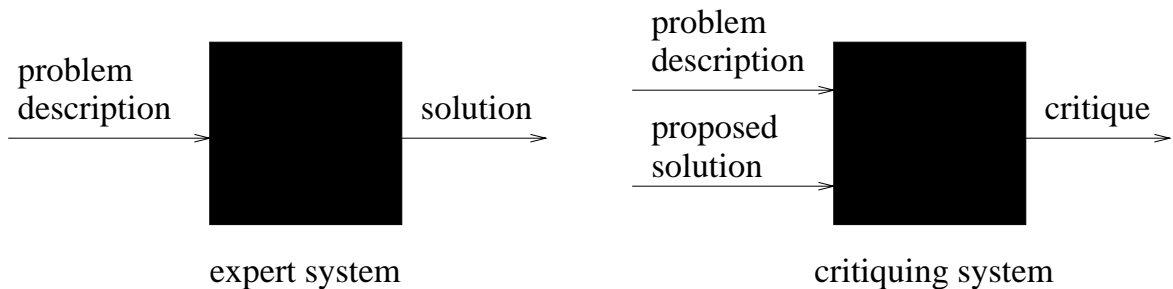 problem
description
solution
expert system
problem
description
proposed
solution
critique
critiquing system